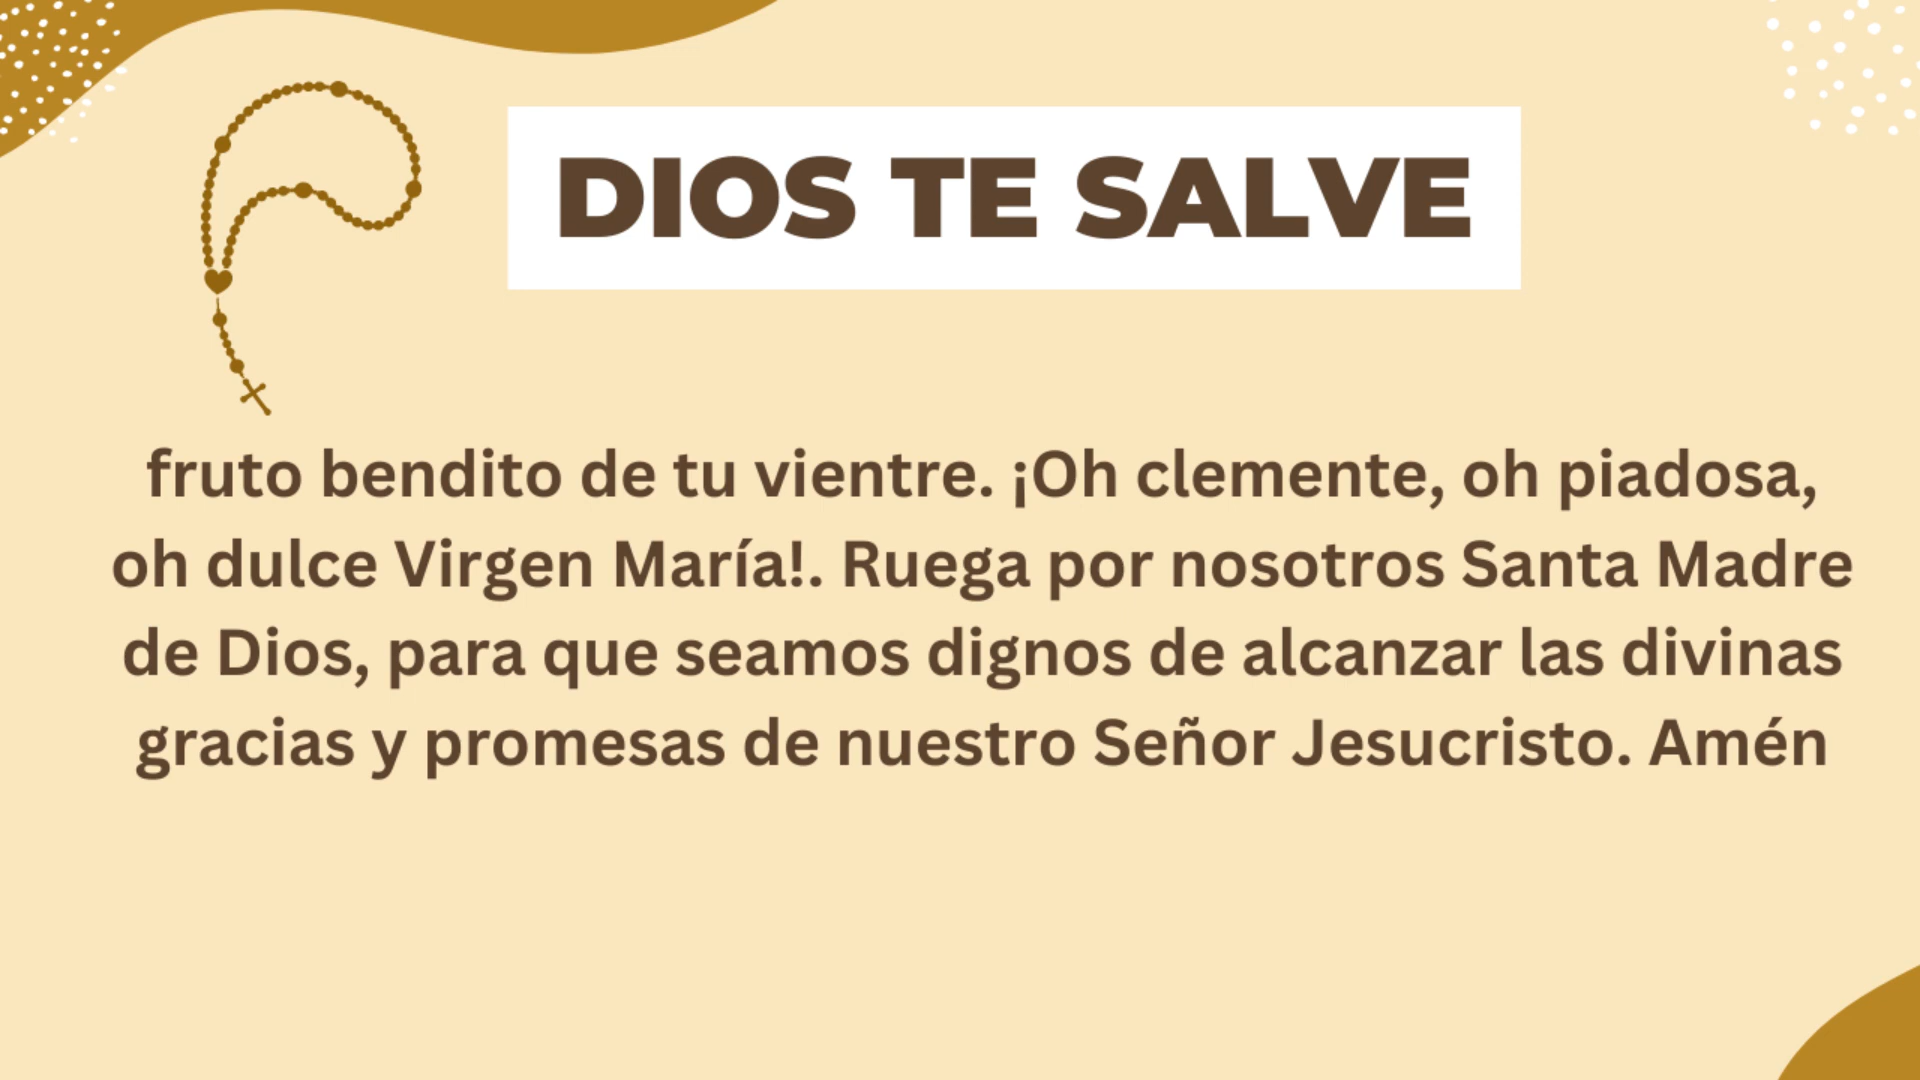 DIOS TE SALVE
fruto bendito de tu vientre. ¡Oh clemente, oh piadosa,
oh dulce Virgen María!. Ruega por nosotros Santa Madre
de Dios, para que seamos dignos de alcanzar las divinas
gracias y promesas de nuestro Señor Jesucristo. Amén